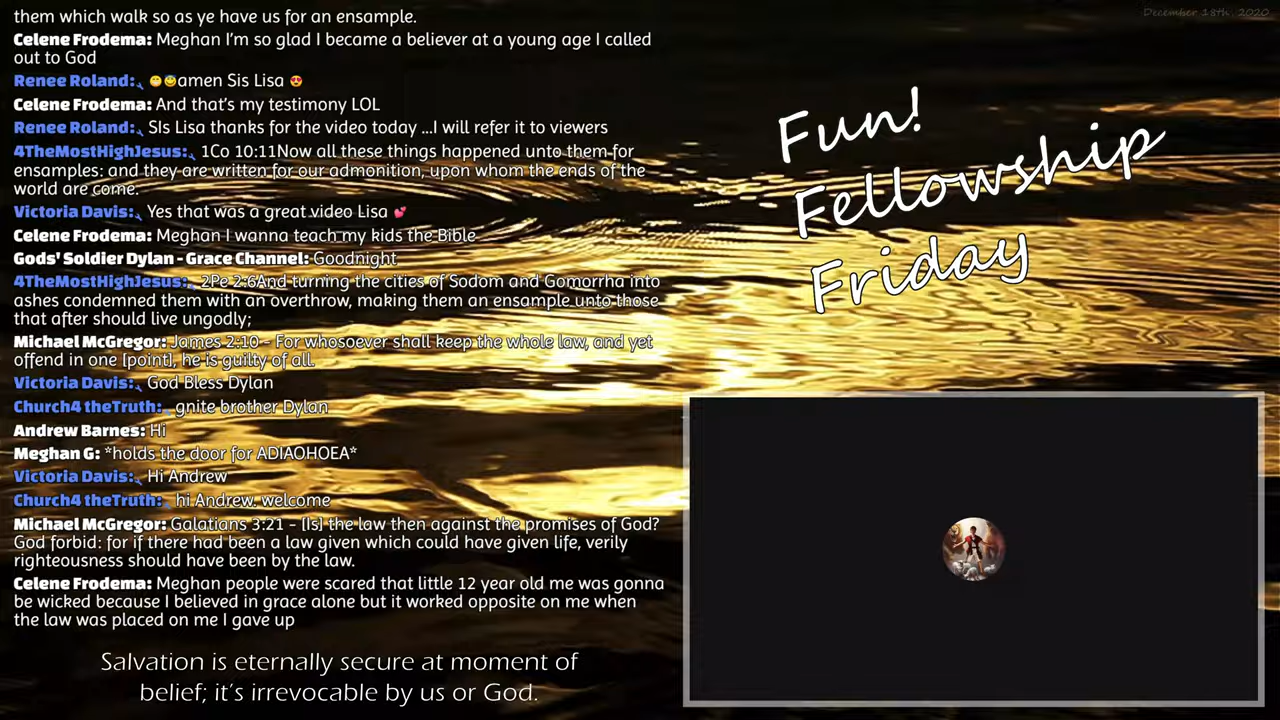 them which walk so as ye have us for an ensample.
Celene Frodema: Meghan I'm so glad I became a believer at a young age I called
out to God
Renee Roland: 😁😇amen Sis Lisa 😍
Celene Frodema: And that's my testimony LOL
Renee Roland: SIs Lisa thanks for the video today ...I will refer it to viewers
4TheMostHighJesus: 1Co 10:11Now all these things happened unto them for
ensamples: and they are written for our admonition, upon whom the ends of the
world are come.
Victoria Davis: Yes that was a great video Lisa 💕
Celene Frodema: Meghan I wanna teach my kids the Bible
Gods' Soldier Dylan - Grace Channel: Goodnight
4TheMostHighJesus: 2Pe 2:6And turning the cities of Sodom and Gomorrha into
ashes condemned them with an overthrow, making them an ensample unto those
that after should live ungodly;
Michael McGregor: James 2:10 - For whosoever shall keep the whole law, and yet
offend in one [point], he is guilty of all.
Victoria Davis: God Bless Dylan
Church4 theTruth: gnite brother Dylan
Andrew Barnes: Hi
Meghan G: *holds the door for ADIAOHOEA*
Victoria Davis: Hi Andrew
Church4 theTruth: hi Andrew. welcome
Michael McGregor: Galatians 3:21 - [Is] the law then against the promises of God?
God forbid: for if there had been a law given which could have given life, verily
righteousness should have been by the law.
Celene Frodema: Meghan people were scared that little 12 year old me was gonna
be wicked because I believed in grace alone but it worked opposite on me when
the law was placed on me I gave up
Salvation is eternally secure at moment of
belief; it's irrevocable by us or God.
December 18th, 2020
Fun!
Fellowship
Friday